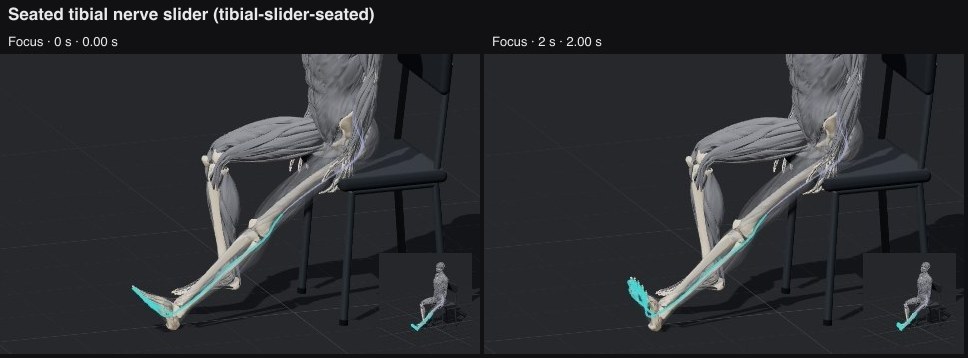 Seated tibial nerve slider (tibial-slider-seated)
Focus · 0 s · 0.00 s
Focus · 2 s · 2.00 s